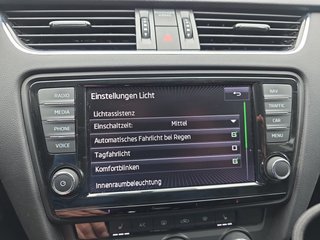 RADIO
MEDIA
PHONE
VOICE
Einstellungen Licht
Lichtassistenz
Einschaltzeit: Mittel
Automatisches Fahrlicht bei Regen
Tagfahrlicht
Komfortblinken
Innenraumbeleuchtung
NAV
TRAFFIC
CAR
MENU